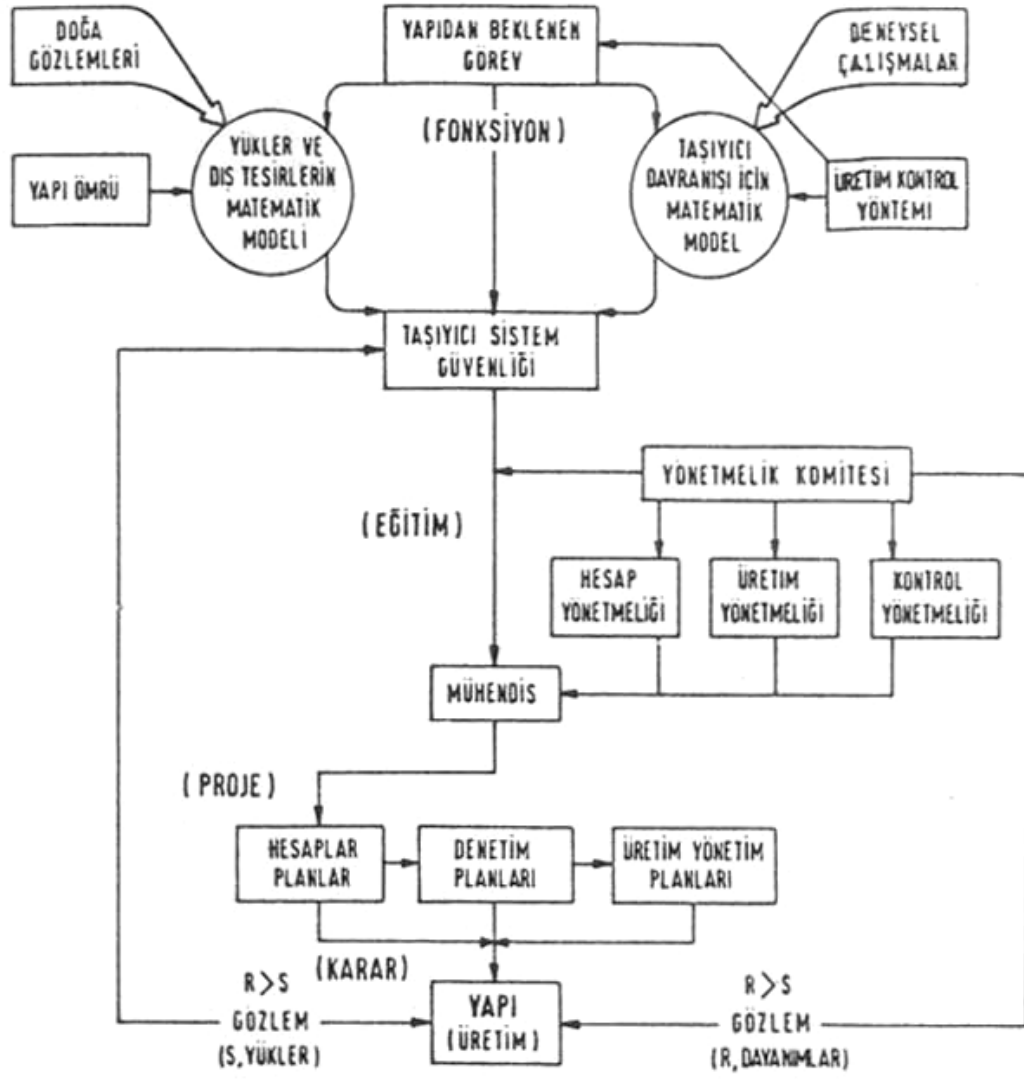 DOĞA
GÖZLEMLERİ
YAPIDAN BEKLENEN
GÖREV
DENEYSEL
ÇALIŞMALAR
(FONKSİYON)
YAPI ÖMRÜ
YÜKLER VE
DIŞ TESİRLERİN
MATEMATİK
MODELİ
TAŞIYICI
DAVRANIŞI İÇİN
MATEMATİK
MODEL
ÜRETİM KONTROL
YÖNTEMI
TAŞIYICI SİSTEM
GÜVENLİĞİ
YÖNETMELİK KOMİTESİ
(EĞİTİM)
HESAP
YÖNETMELİĞİ
ÜRETIM
YÖNETMELİĞİ
KONTROL
YÖNETMELİĞİ
MÜHENDİS
(PROJE)
HESAPLAR
PLANLAR
DENETİM
PLANLARI
ÜRETİM YÖNETİM
PLANLARI
(KARAR)
R>S
GÖZLEM
(S, YÜKLER)
YAPI
(ÜRETİM)
R>S
GÖZLEM
(R, DAYANIMLAR)